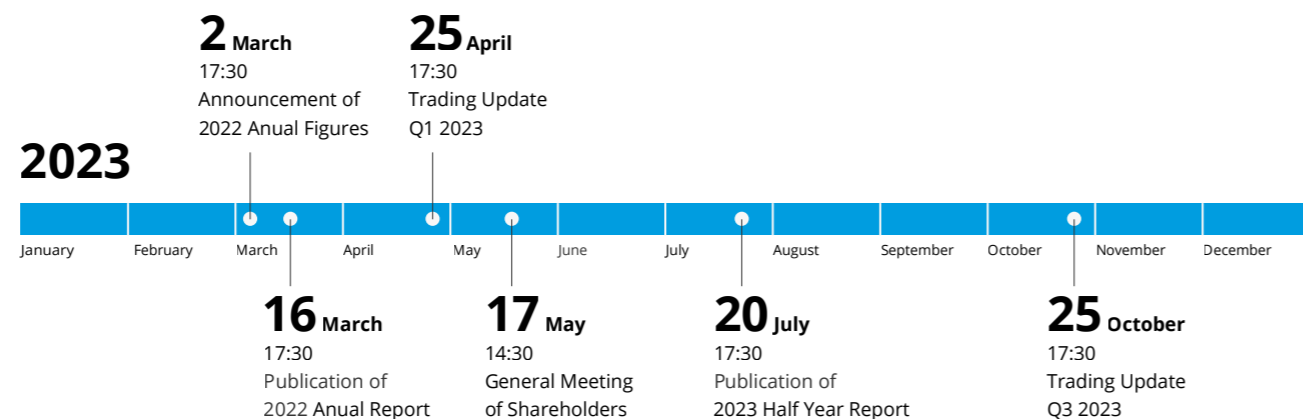 2 March
17:30
Announcement of
2022 Anual Figures
25 April
17:30
Trading Update
Q1 2023
2023
January February March April May June July August September October November December
16 March
17:30
Publication of
2022 Anual Report
17 May
14:30
General Meeting
of Shareholders
20 July
17:30
Publication of
2023 Half Year Report
25 October
17:30
Trading Update
Q3 2023